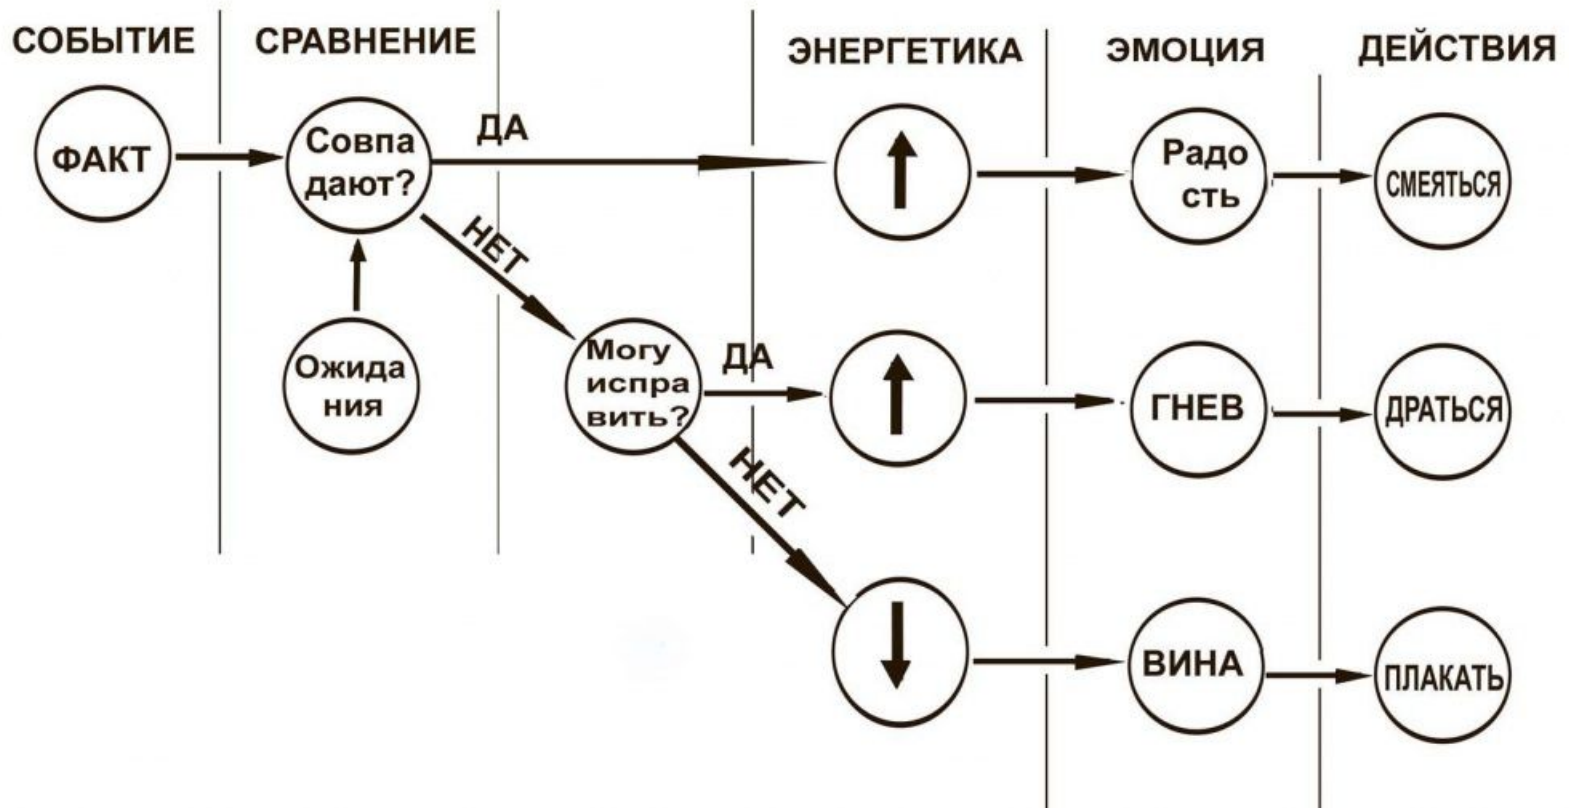 СОБЫТИЕ
СРАВНЕНИЕ
ЭНЕРГЕТИКА
ЭМОЦИЯ
ДЕЙСТВИЯ
ФАКТ
Совпа
дают?
ДА
Радо
сть
СМЕЯТЬСЯ
НЕТ
Ожида
ния
Могу
испра
вить?
ДА
ГНЕВ
ДРАТЬСЯ
НЕТ
ВИНА
ПЛАКАТЬ